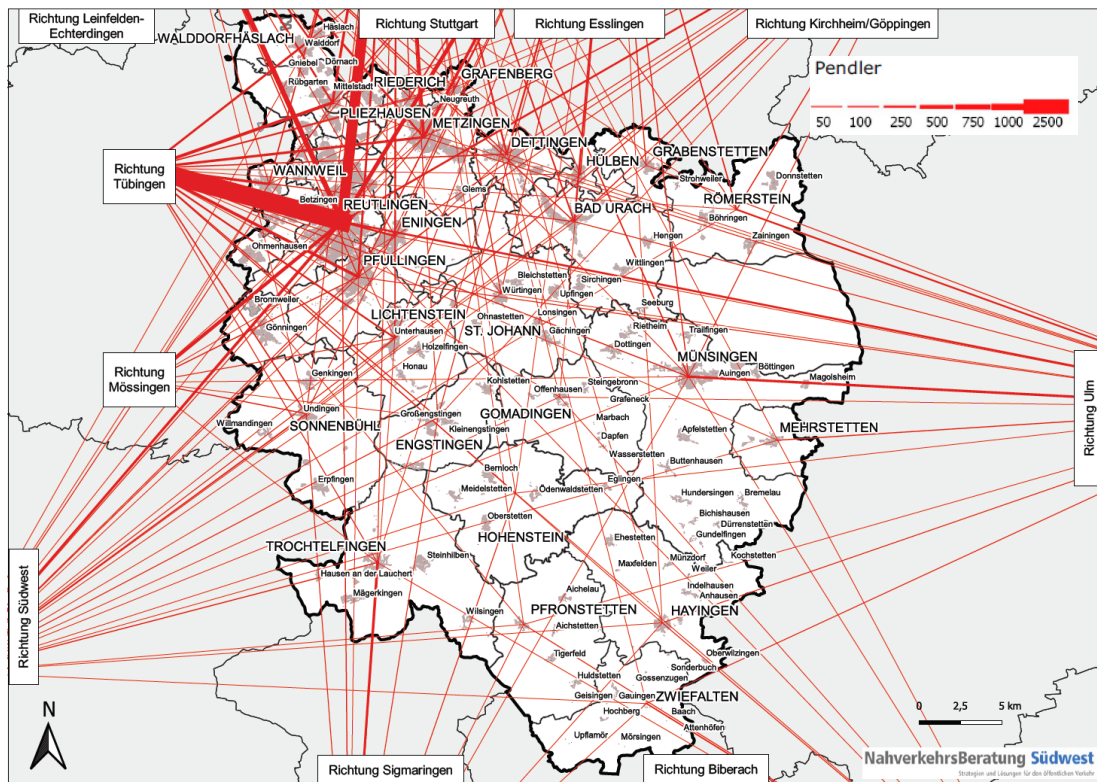 Richtung Leinfelden-
Echterdingen
Richtung Stuttgart
Richtung Esslingen
Richtung Kirchheim/Göppingen
Häslach
WALDDORFHÄSLACH
Walddorf
Gniebel
Dörnach
Rübgarten
Mittelstadt
RIEDERICH
GRAFENBERG
Neugreuth
PLIEZHAUSEN
METZINGEN
Pendler
50
100
250
500
750
1000
2500
DETTINGEN
HÜLBEN
GRABENSTETTEN
Strohweiler
Donnstetten
Richtung
Tübingen
WANNWEIL
Betzingen
REUTLINGEN
Glems
ENINGEN
BAD URACH
RÖMERSTEIN
Böhringen
Zainingen
Hengen
Ohmenhausen
PFULLINGEN
Wittlingen
Bleichstetten
Sirchingen
Würtingen
Upfingen
Seeburg
Bronnweiler
Gönningen
LICHTENSTEIN
Ohnastetten
Lonsingen
Unterhausen
ST. JOHANN
Gächingen
Rietheim
Trailfingen
Holzelfingen
Dottingen
Honau
MÜNSINGEN
Auingen
Böttingen
Magolsheim
Richtung
Mössingen
Genkingen
Kohlstetten
Offenhausen
Steingebronn
Grafeneck
Undingen
Großengstingen
GOMADINGEN
Marbach
Willmandingen
SONNENBÜHL
Kleinengstingen
Dapfen
Apfelstetten
MEHRSTETTEN
ENGSTINGEN
Wasserstetten
Buttenhausen
Richtung Ulm
Bernloch
Erpfingen
Meidelstetten
Ödenwaldstetten
Eglingen
Hundersingen
Bremelau
Oberstetten
Bichishausen
Dürrenstetten
Gundelfingen
HOHENSTEIN
Ehestetten
TROCHTELFINGEN
Steinhilben
Münzdorf
Kochstetten
Maxfelden
Weiler
Hausen an der Lauchert
Indelhausen
Anhausen
Mägerkingen
Aichelau
Wilsingen
PFRONSTETTEN
HAYINGEN
Aichstetten
Richtung Südwest
Tigerfeld
Oberwilzingen
Sonderbuch
Huldstetten
Gossenzugen
Geisingen
Gauingen
ZWIEFALTEN
Hochberg
Baach
Attenhöfen
Upflamör
Mörsingen
N
0
2,5
5 km
Richtung Sigmaringen
Richtung Biberach
NahverkehrsBeratung Südwest
Strategien und Lösungen für den öffentlichen Verkehr